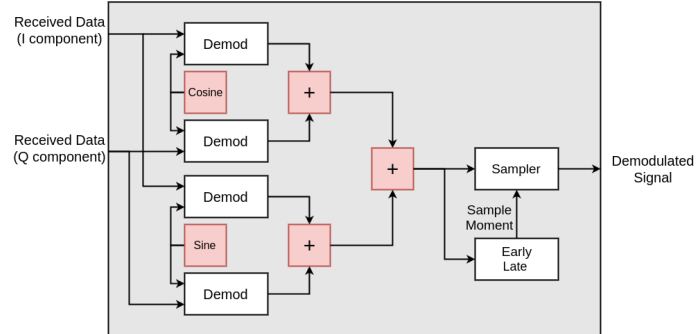 Received Data
(I component)
Demod
Cosine
+
Demod
Received Data
(Q component)
Demod
Sine
+
Demod
+
Sampler
Sample
Moment
Early
Late
Demodulated
Signal